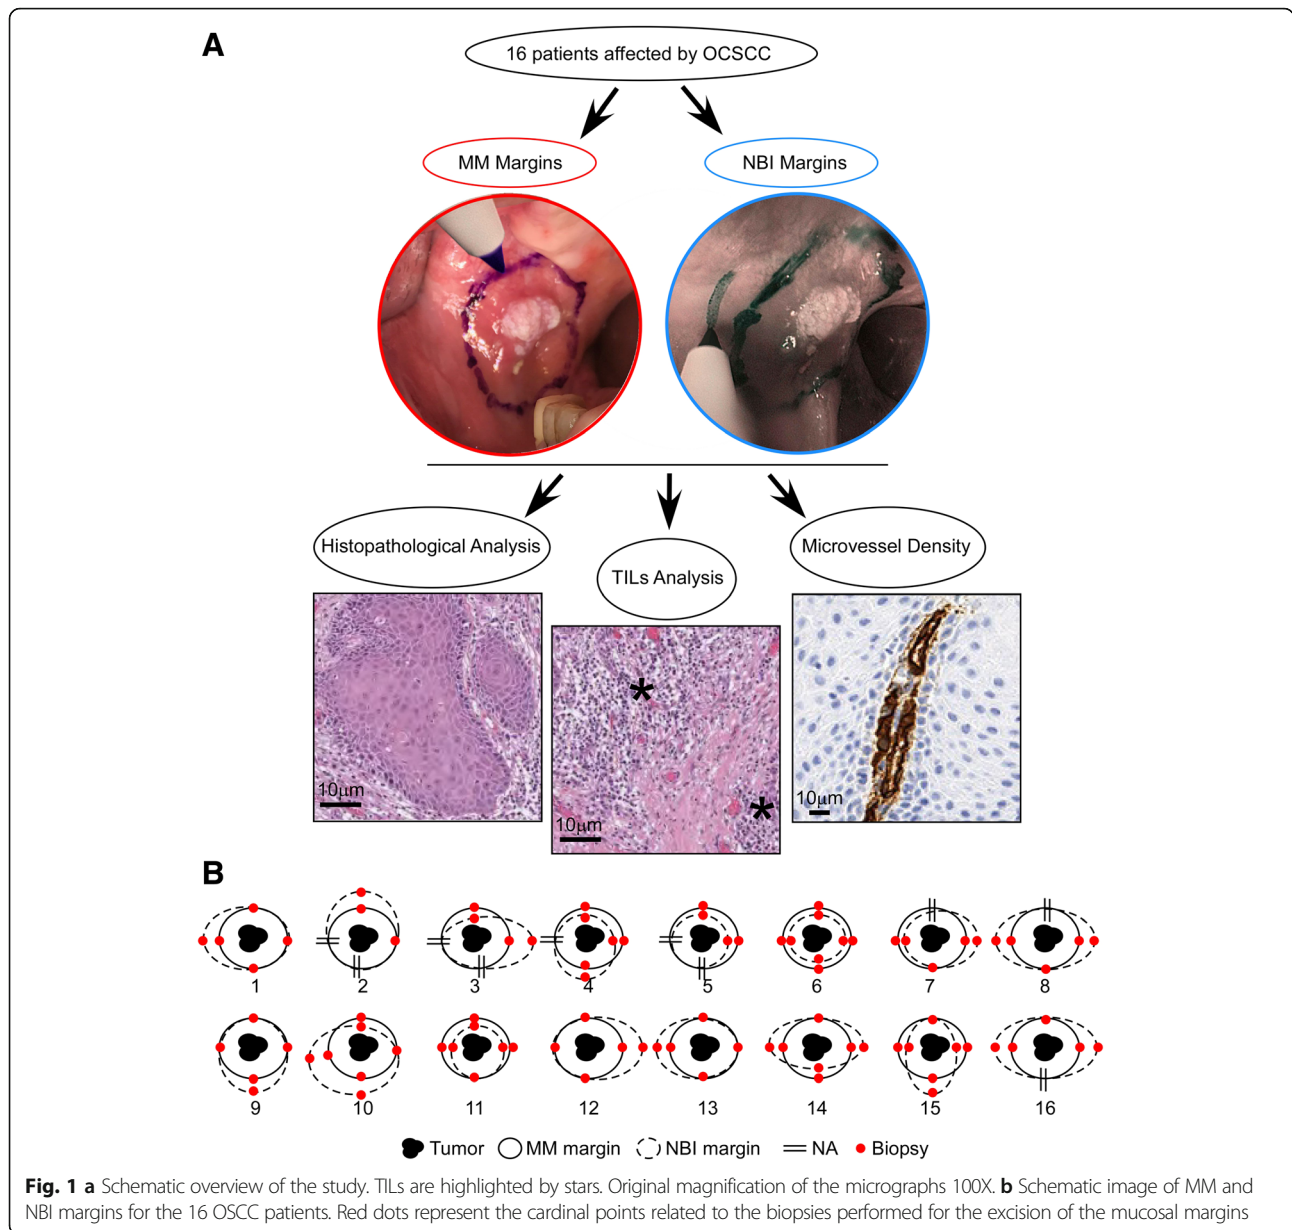 A
16 patients affected by OCSCC
MM Margins
NBI Margins
Histopathological Analysis
TILs Analysis
Microvessel Density
*
*
10µm
10µm
10µm
B
1 2 3 4 5 6 7 8
9 10 11 12 13 14 15 16
Tumor MM margin NBI margin NA Biopsy
Fig. 1 a Schematic overview of the study. TILs are highlighted by stars. Original magnification of the micrographs 100X. b Schematic image of MM and
NBI margins for the 16 OSCC patients. Red dots represent the cardinal points related to the biopsies performed for the excision of the mucosal margins